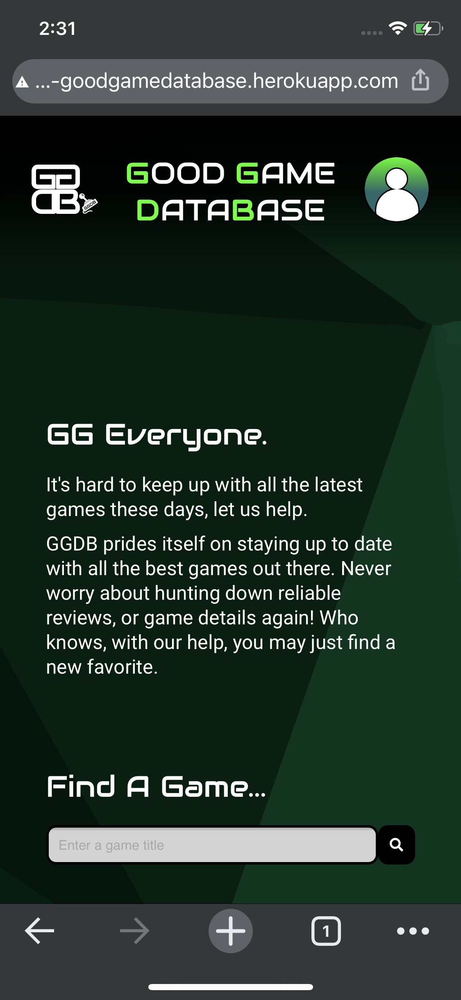 2:31
...-goodgamedatabase.herokuapp.com
GG
DB
GGDB
GOOD GAME
DATABASE
GG Everyone.
It's hard to keep up with all the latest
games these days, let us help.
GGDB prides itself on staying up to date
with all the best games out there. Never
worry about hunting down reliable
reviews, or game details again! Who
knows, with our help, you may just find a
new favorite.
Find A Game...
Enter a game title
1